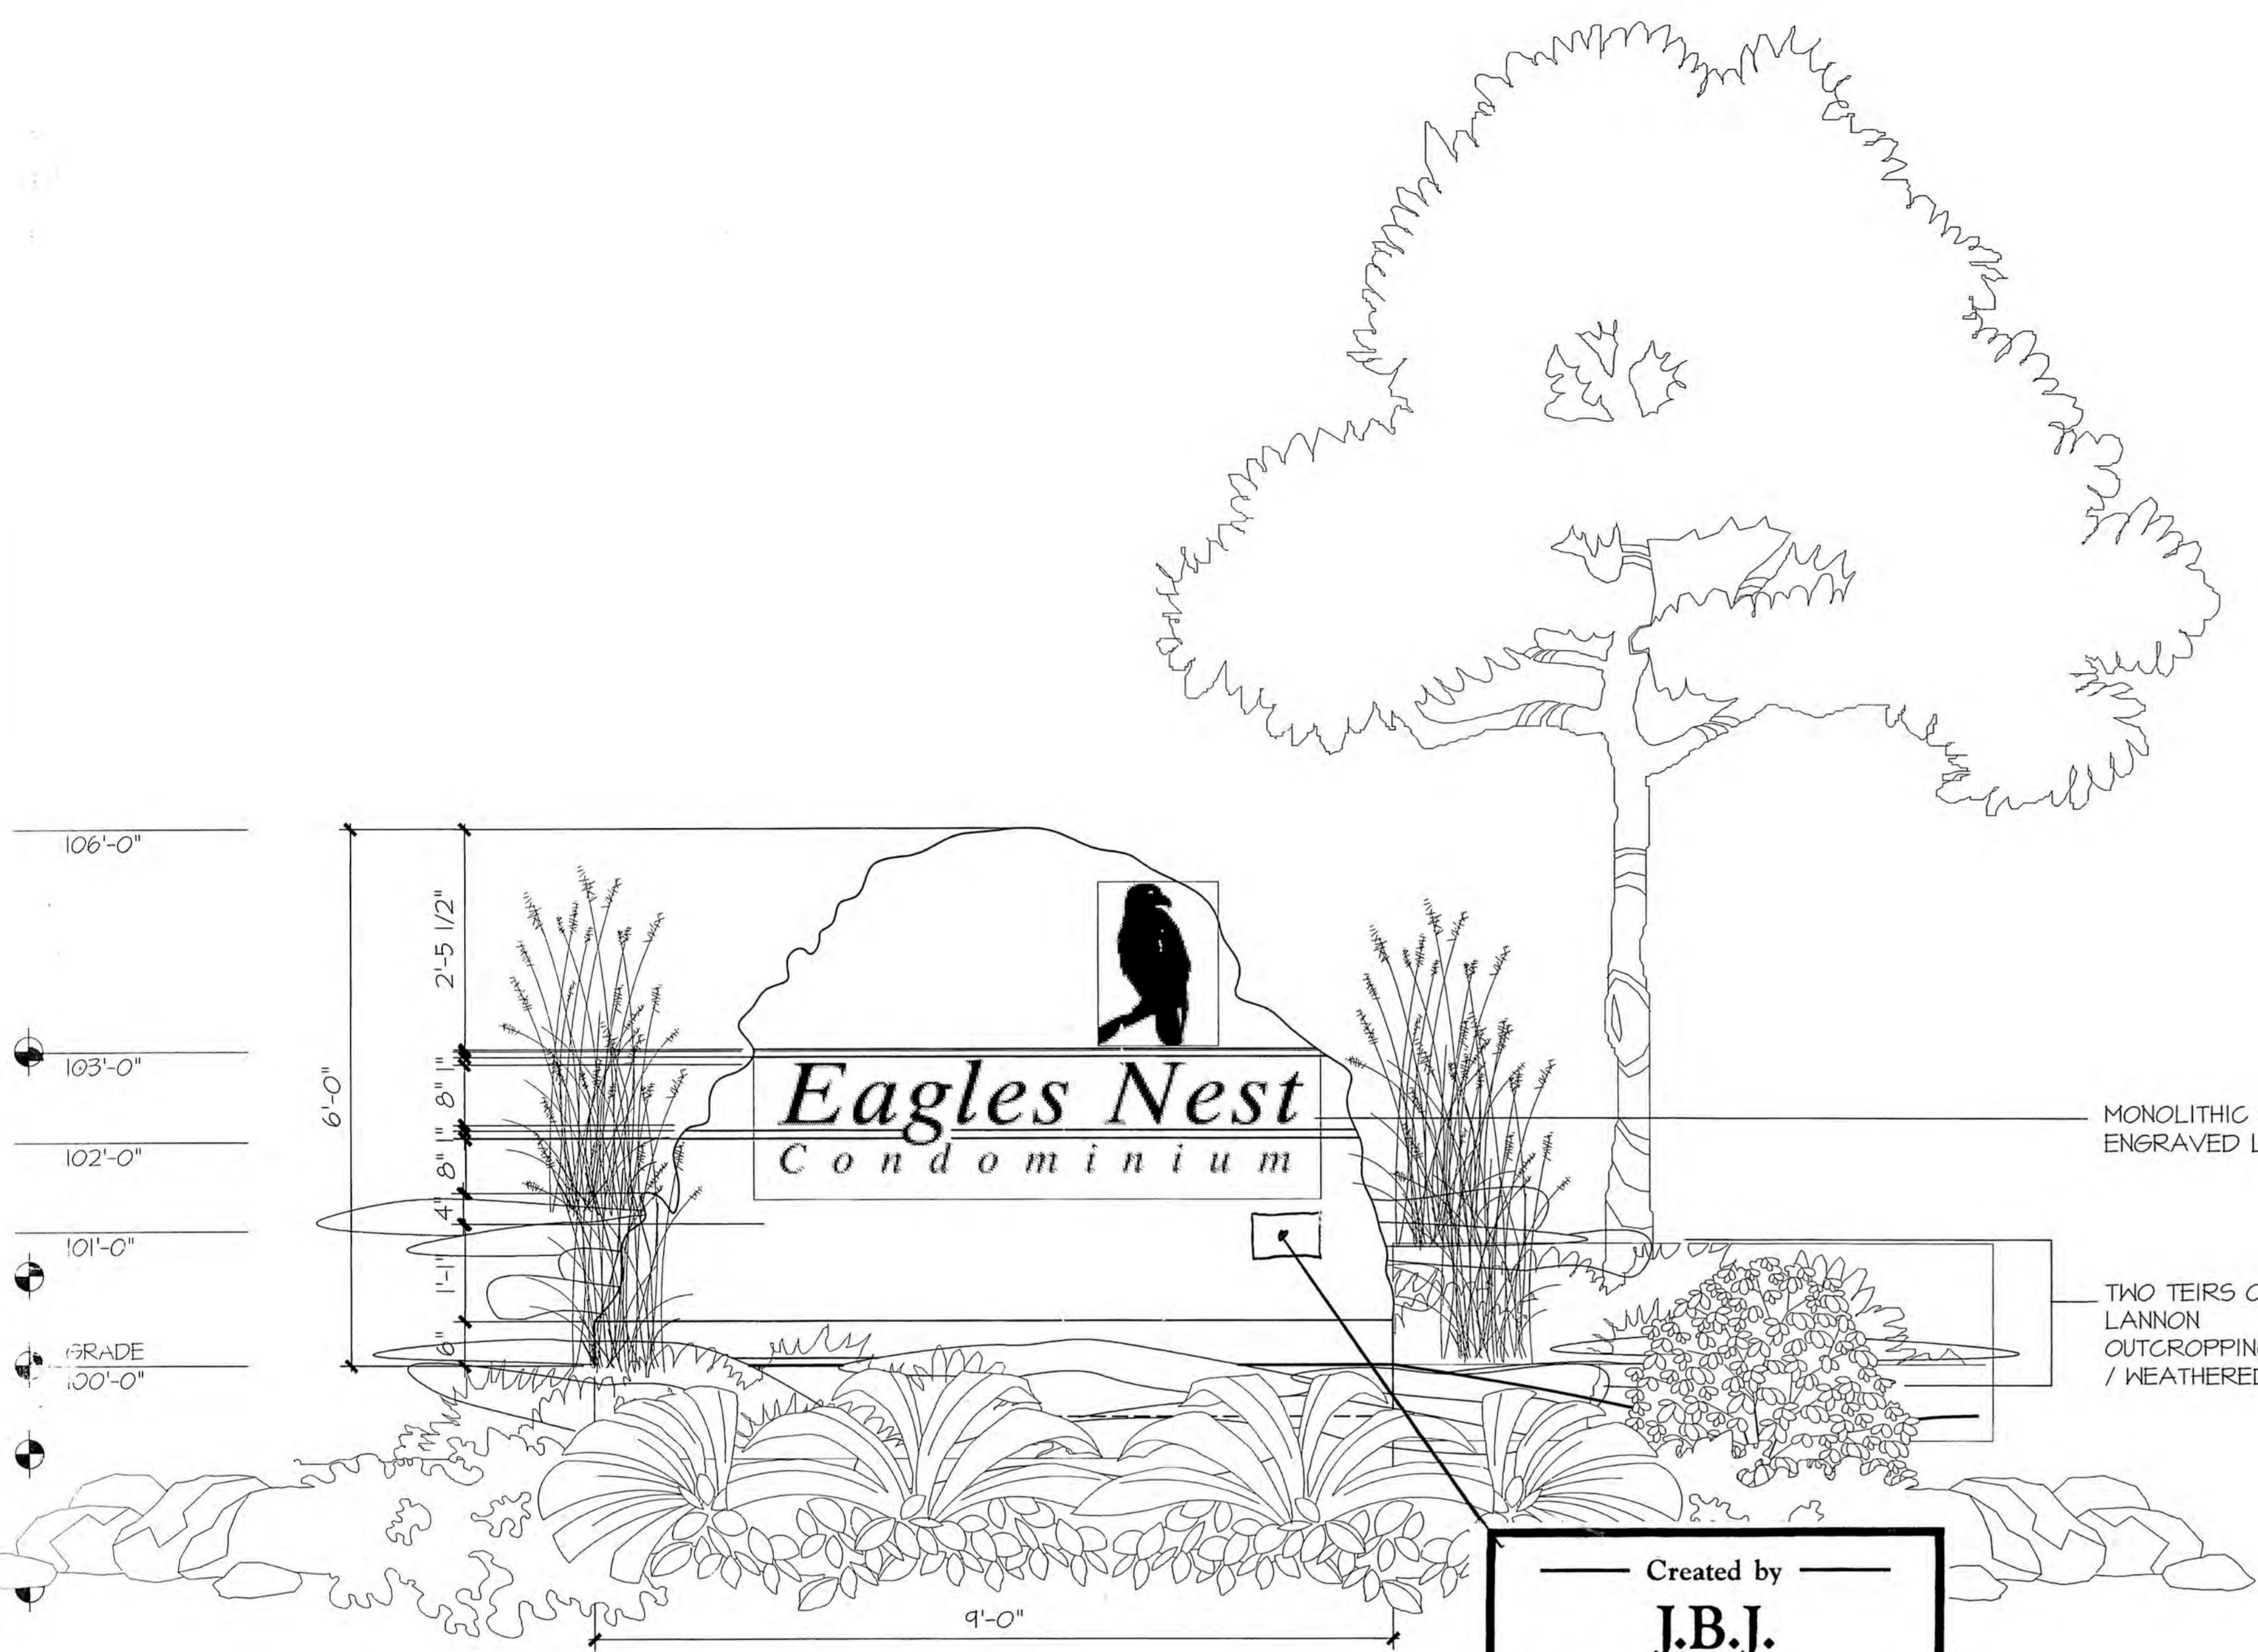 106'-0"
103'-0"
102'-0"
101'-0"
GRADE
100'-0"
6'-0"
2'-5 1/2"
1"
8"
1"
8"
4"
1'-1"
6"
Eagles Nest
Condominium
MONOLITHIC
ENGRAVED L
TWO TEIRS O
LANNON
OUTCROPPING
/ WEATHERED
9'-0"
Created by
J.B.J.